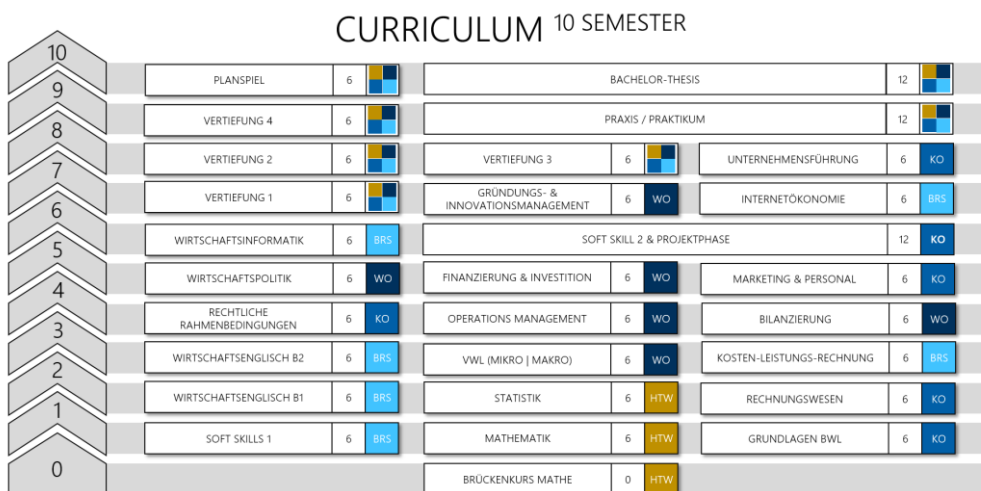 CURRICULUM 10 SEMESTER
10
PLANSPIEL 6 BACHELOR-THESIS 12
9
VERTIEFUNG 4 6 PRAXIS / PRAKTIKUM 12
8
VERTIEFUNG 2 6 VERTIEFUNG 3 6 UNTERNEHMENSFÜHRUNG 6 KO
7
VERTIEFUNG 1 6 GRÜNDUNGS- &
INNOVATIONSMANAGEMENT 6 WO INTERNETÖKONOMIE 6 BRS
6
WIRTSCHAFTSINFORMATIK 6 BRS SOFT SKILL 2 & PROJEKTPHASE 12 KO
5
WIRTSCHAFTSPOLITIK 6 WO FINANZIERUNG & INVESTITION 6 WO MARKETING & PERSONAL 6 KO
4
RECHTLICHE
RAHMENBEDINGUNGEN 6 KO OPERATIONS MANAGEMENT 6 WO BILANZIERUNG 6 WO
3
WIRTSCHAFTSENGLISCH B2 6 BRS VWL (MIKRO | MAKRO) 6 WO KOSTEN-LEISTUNGS-RECHNUNG 6 BRS
2
WIRTSCHAFTSENGLISCH B1 6 BRS STATISTIK 6 HTW RECHNUNGSWESEN 6 KO
1
SOFT SKILLS 1 6 BRS MATHEMATIK 6 HTW GRUNDLAGEN BWL 6 KO
0
BRÜCKENKURS MATHE 0 HTW